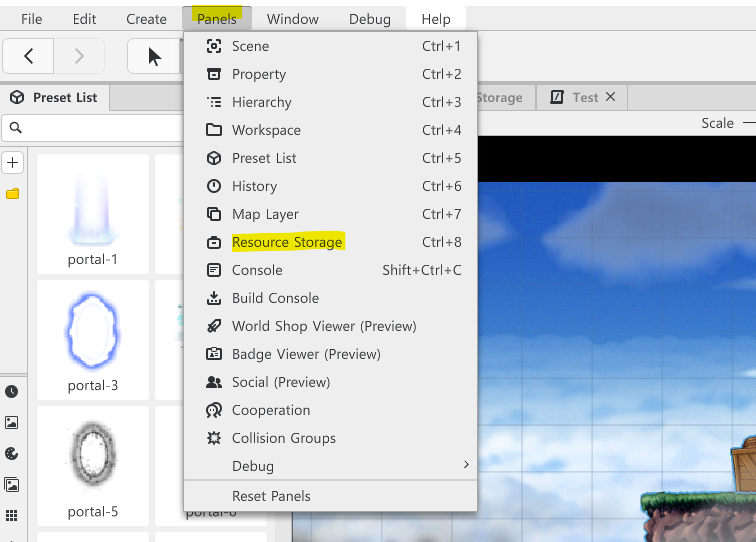 File Edit Create Panels Window Debug Help
Scene Ctrl+1
Property Ctrl+2
Hierarchy Ctrl+3
Workspace Ctrl+4
Preset List Ctrl+5
History Ctrl+6
Map Layer Ctrl+7
Resource Storage Ctrl+8
Console Shift+Ctrl+C
Build Console
World Shop Viewer (Preview)
Badge Viewer (Preview)
Social (Preview)
Cooperation
Collision Groups
Debug
Reset Panels
Preset List
Storage Test
Scale
portal-1
portal-3
portal-5